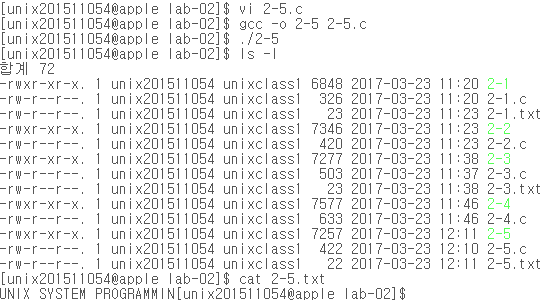 [unix201511054@apple lab-02]$ vi 2-5.c
[unix201511054@apple lab-02]$ gcc -o 2-5 2-5.c
[unix201511054@apple lab-02]$ ./2-5
[unix201511054@apple lab-02]$ ls -l
합계 72
-rwxr-xr-x. 1 unix201511054 unixclass1 6848 2017-03-23 11:20 2-1
-rw-r--r--. 1 unix201511054 unixclass1 326 2017-03-23 11:20 2-1.c
-rw-r--r--. 1 unix201511054 unixclass1 23 2017-03-23 11:23 2-1.txt
-rwxr-xr-x. 1 unix201511054 unixclass1 7346 2017-03-23 11:23 2-2
-rw-r--r--. 1 unix201511054 unixclass1 420 2017-03-23 11:23 2-2.c
-rwxr-xr-x. 1 unix201511054 unixclass1 7277 2017-03-23 11:38 2-3
-rw-r--r--. 1 unix201511054 unixclass1 503 2017-03-23 11:37 2-3.c
-rw-r--r--. 1 unix201511054 unixclass1 23 2017-03-23 11:38 2-3.txt
-rwxr-xr-x. 1 unix201511054 unixclass1 7577 2017-03-23 11:46 2-4
-rw-r--r--. 1 unix201511054 unixclass1 633 2017-03-23 11:46 2-4.c
-rwxr-xr-x. 1 unix201511054 unixclass1 7257 2017-03-23 12:11 2-5
-rw-r--r--. 1 unix201511054 unixclass1 422 2017-03-23 12:10 2-5.c
-rw-r--r--. 1 unix201511054 unixclass1 22 2017-03-23 12:11 2-5.txt
[unix201511054@apple lab-02]$ cat 2-5.txt
UNIX SYSTEM PROGRAMMIN[unix201511054@apple lab-02]$